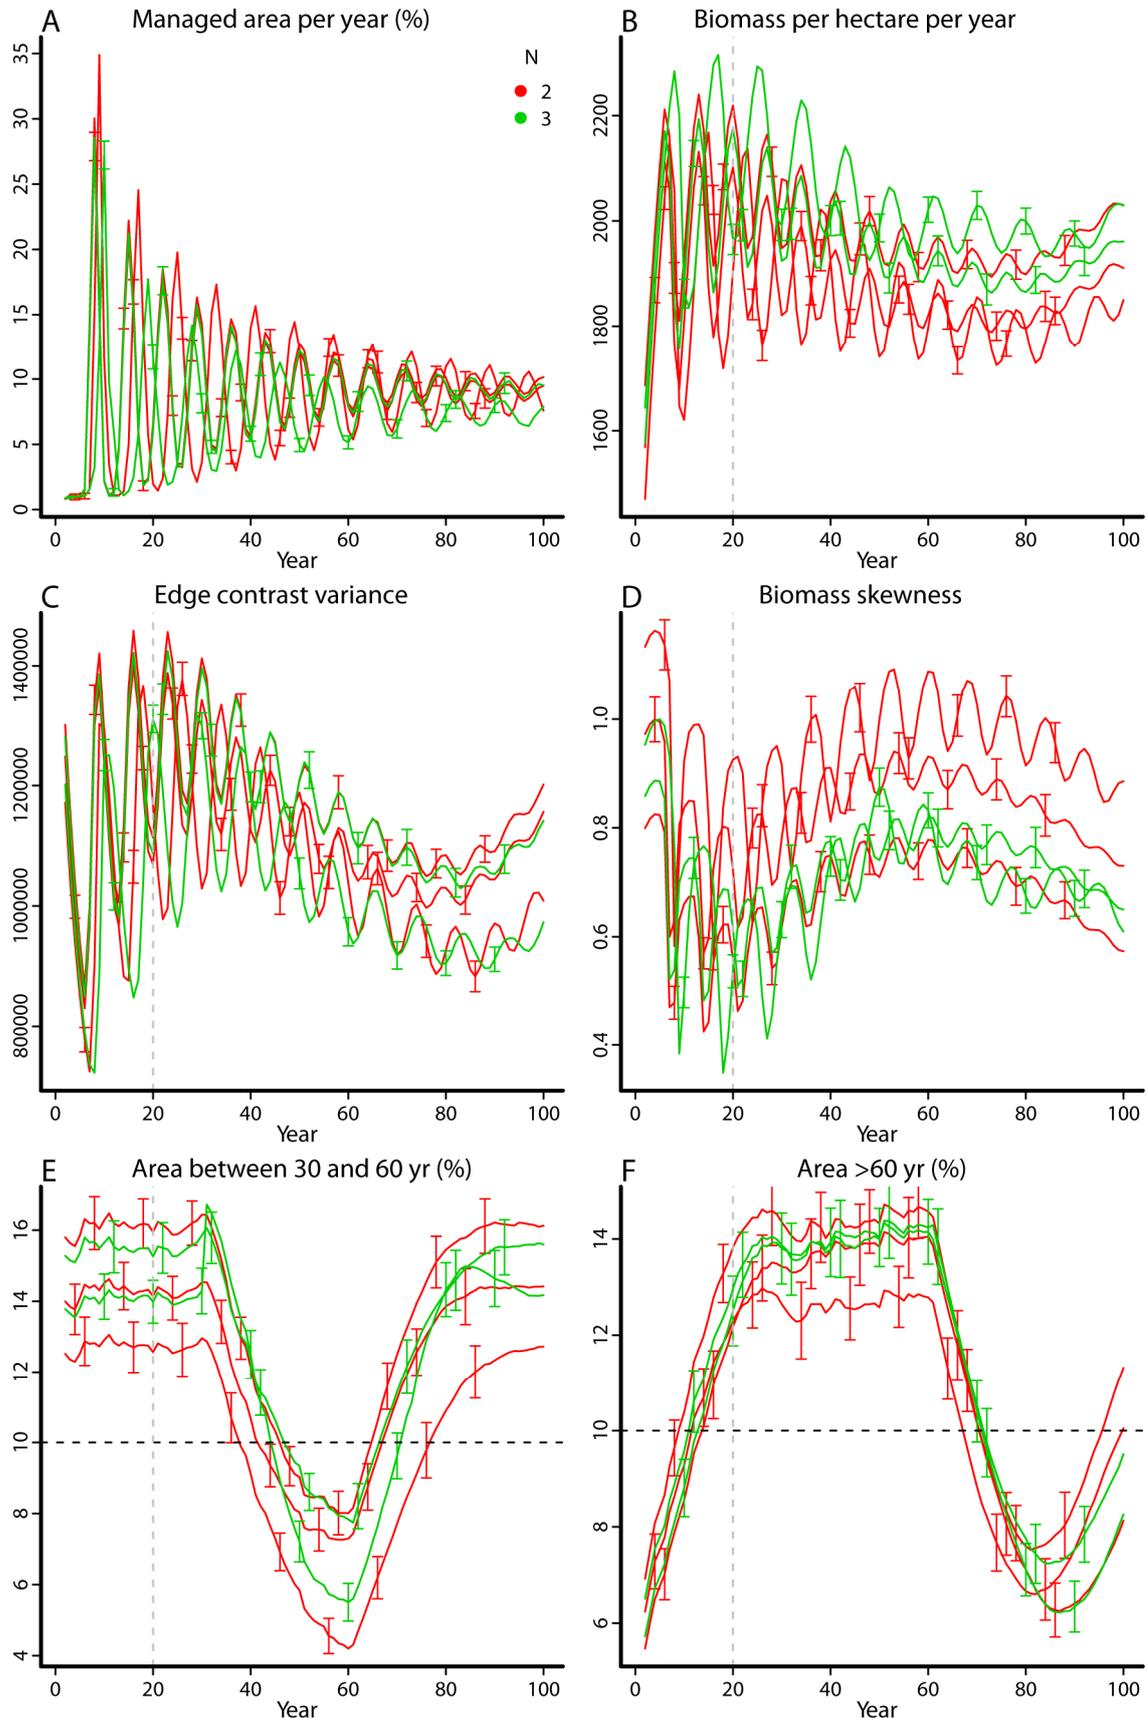 A Managed area per year (%)
N
2
3
35
30
25
20
15
10
5
0
0 20 40 60 80 100
Year
B Biomass per hectare per year
2200
2000
1800
1600
0 20 40 60 80 100
Year
C Edge contrast variance
1400000
1200000
1000000
800000
0 20 40 60 80 100
Year
D Biomass skewness
1.0
0.8
0.6
0.4
0 20 40 60 80 100
Year
E Area between 30 and 60 yr (%)
16
14
12
10
8
6
4
0 20 40 60 80 100
Year
F Area >60 yr (%)
14
12
10
8
6
0 20 40 60 80 100
Year